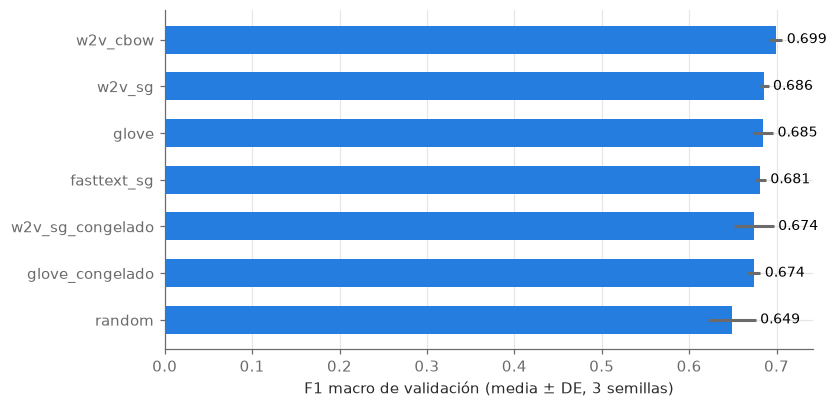 w2v_cbow 0.699
w2v_sg 0.686
glove 0.685
fasttext_sg 0.681
w2v_sg_congelado 0.674
glove_congelado 0.674
random 0.649
0.0 0.1 0.2 0.3 0.4 0.5 0.6 0.7
F1 macro de validación (media ± DE, 3 semillas)